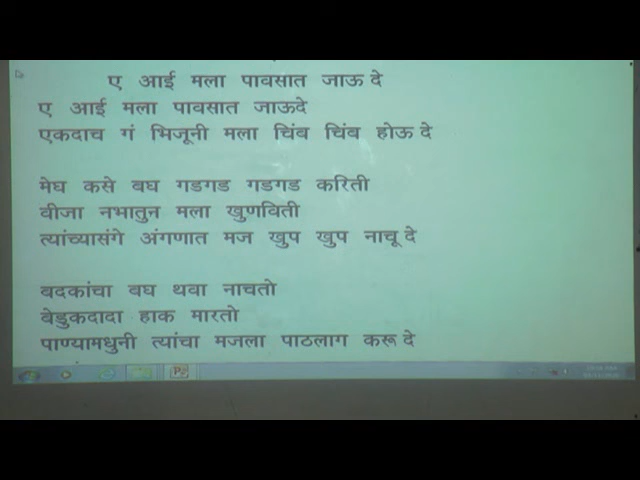 ए आई मला पावसात जाऊ दे
ए आई मला पावसात जाऊदे
एकदाच गं भिजूनी मला चिंब चिंब होऊ दे
मेघ कसे बघ गडगड गडगड करिती
वीजा नभातुन मला खुणविती
त्यांच्यासंगे अंगणात मज खुप खुप नाचू दे
बदकांचा बघ थवा नाचतो
बेडुकदादा हाक मारतो
पाण्यामधुनी त्यांचा मजला पाठलाग करू दे